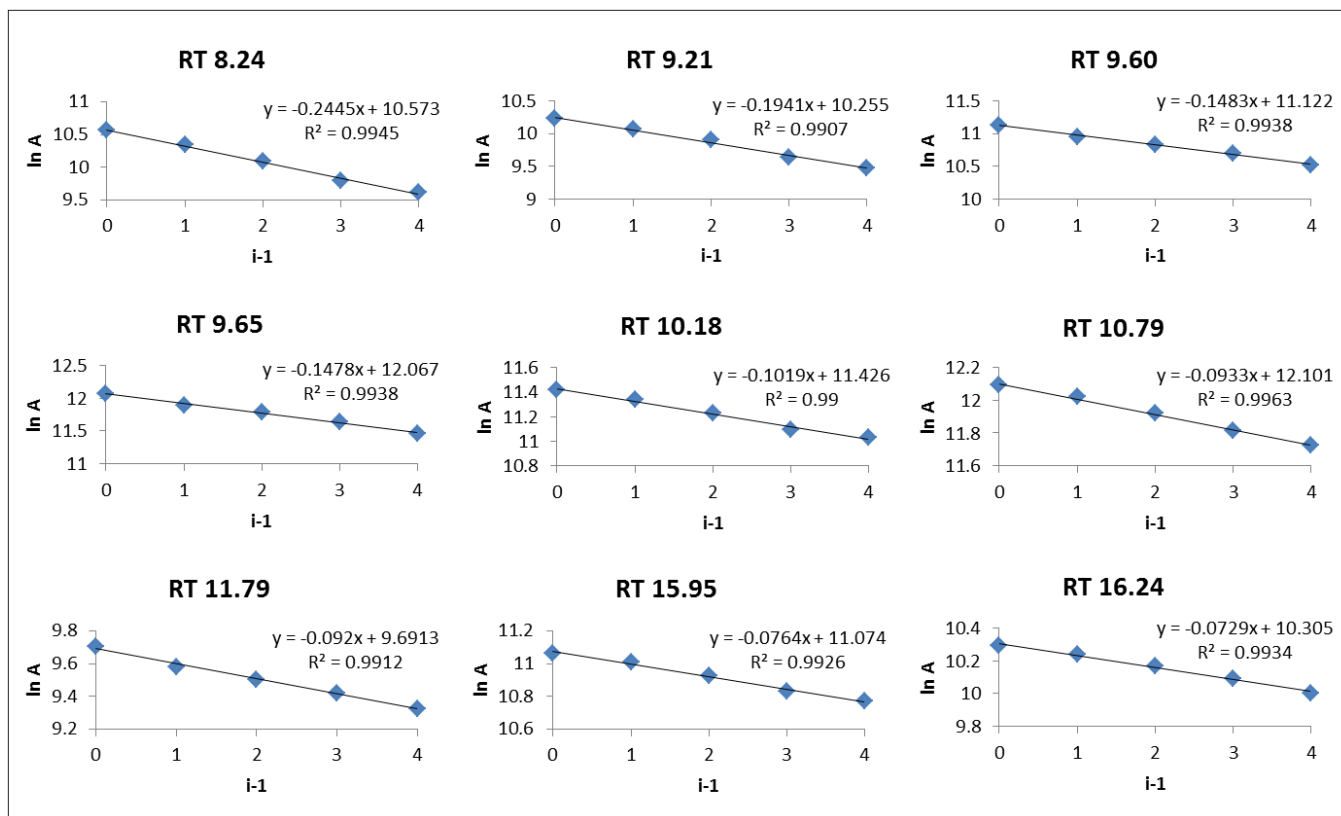 RT 8.24
y = -0.2445x + 10.573
R² = 0.9945
11
10.5
10
9.5
ln A
0 1 2 3 4
i-1
RT 9.21
y = -0.1941x + 10.255
R² = 0.9907
10.5
10
9.5
9
ln A
0 1 2 3 4
i-1
RT 9.60
y = -0.1483x + 11.122
R² = 0.9938
11.5
11
10.5
10
ln A
0 1 2 3 4
i-1
RT 9.65
y = -0.1478x + 12.067
R² = 0.9938
12.5
12
11.5
11
ln A
0 1 2 3 4
i-1
RT 10.18
y = -0.1019x + 11.426
R² = 0.99
11.6
11.4
11.2
11
10.8
ln A
0 1 2 3 4
i-1
RT 10.79
y = -0.0933x + 12.101
R² = 0.9963
12.2
12
11.8
11.6
ln A
0 1 2 3 4
i-1
RT 11.79
y = -0.092x + 9.6913
R² = 0.9912
9.8
9.6
9.4
9.2
ln A
0 1 2 3 4
i-1
RT 15.95
y = -0.0764x + 11.074
R² = 0.9926
11.2
11
10.8
10.6
ln A
0 1 2 3 4
i-1
RT 16.24
y = -0.0729x + 10.305
R² = 0.9934
10.4
10.2
10
9.8
ln A
0 1 2 3 4
i-1